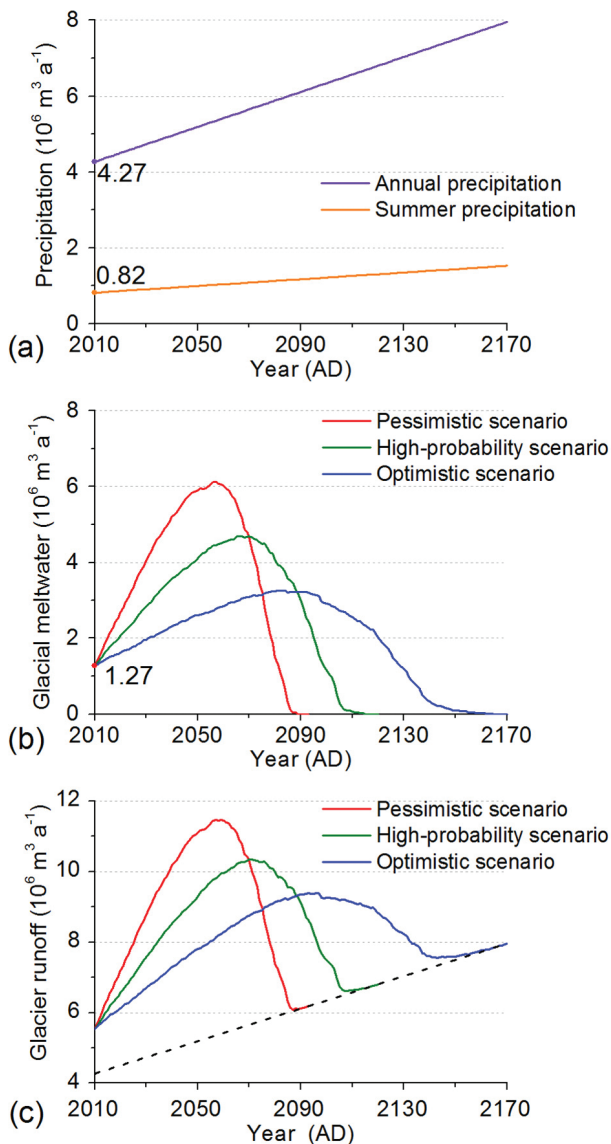 8
6
4
2
0
Precipitation (10⁶ m³ a⁻¹)
4.27
0.82
Annual precipitation
Summer precipitation
2010 2050 2090 2130 2170
Year (AD)
(a)
8
6
4
2
0
Glacial meltwater (10⁶ m³ a⁻¹)
Pessimistic scenario
High-probability scenario
Optimistic scenario
1.27
2010 2050 2090 2130 2170
Year (AD)
(b)
12
10
8
6
4
Glacier runoff (10⁶ m³ a⁻¹)
Pessimistic scenario
High-probability scenario
Optimistic scenario
2010 2050 2090 2130 2170
Year (AD)
(c)